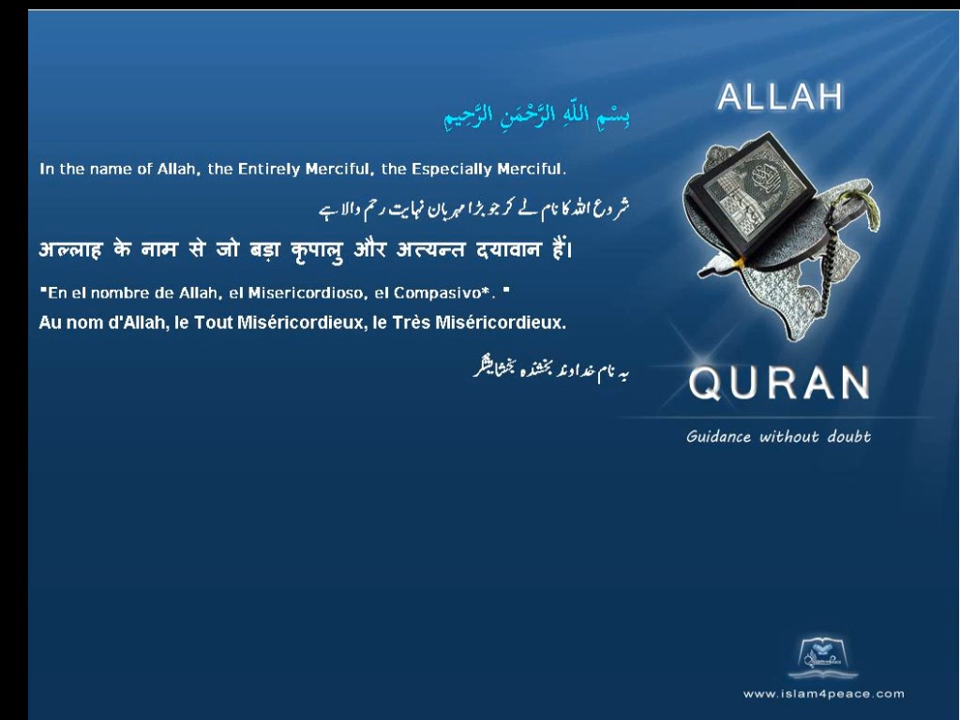 بِسْمِ اللَّهِ الرَّحْمَنِ الرَّحِيمِ
In the name of Allah, the Entirely Merciful, the Especially Merciful.
شروع الله کا نام لے کر جو بڑا مہربان نہایت رحم والا ہے
अल्लाह के नाम से जो बड़ा कृपालु और अत्यन्त दयावान हैं।
"En el nombre de Allah, el Misericordioso, el Compasivo*. "
Au nom d'Allah, le Tout Miséricordieux, le Très Miséricordieux.
به نام خداوند بخشنده بخشایشگر
ALLAH
QURAN
Guidance without doubt
www.islam4peace.com